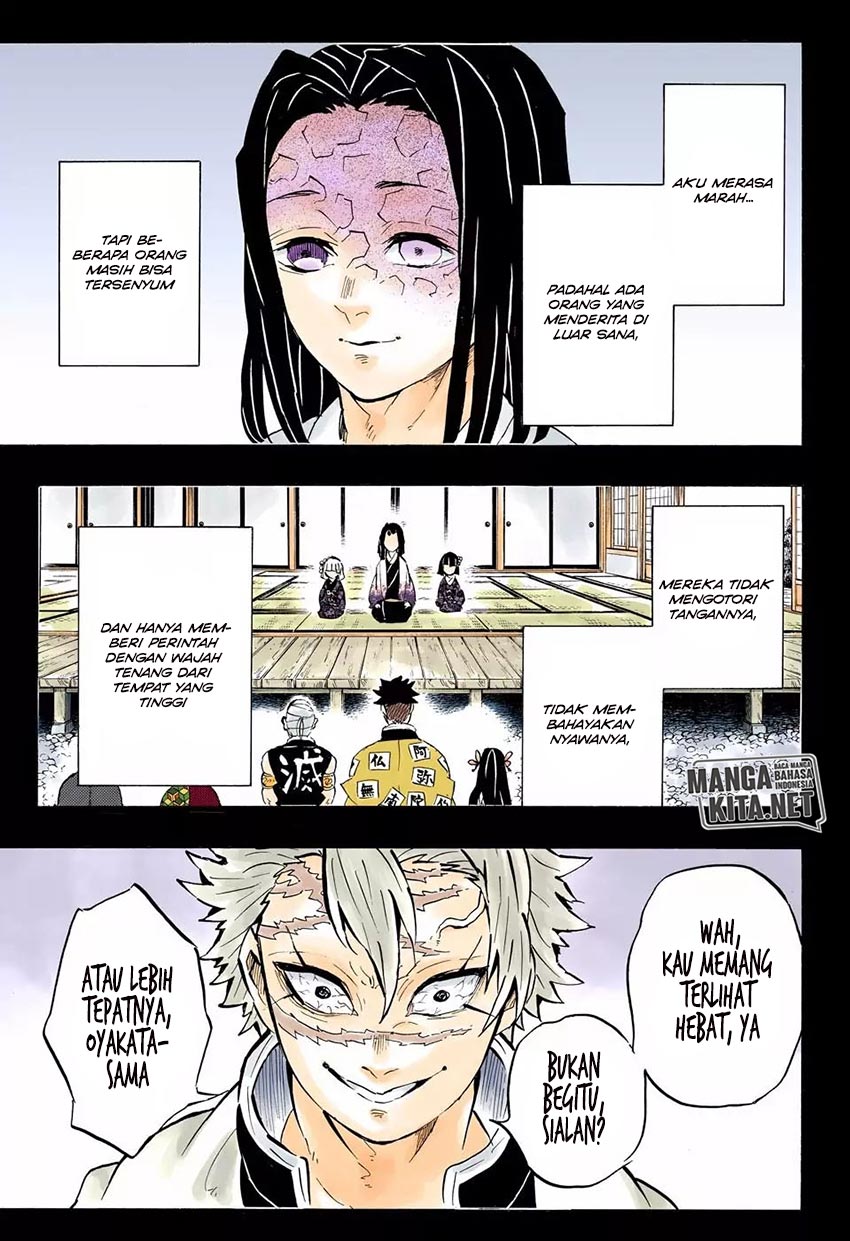 AKU MERASA
MARAH...
PADAHAL ADA
ORANG YANG
MENDERITA DI
LUAR SANA,
TAPI BE-
BERAPA ORANG
MASIH BISA
TERSENYUM
MEREKA TIDAK
MENGOTORI
TANGANNYA,
TIDAK MEM-
BAHAYAKAN
NYAWANYA,
DAN HANYA MEM-
BERI PERINTAH
DENGAN WAJAH
TENANG DARI
TEMPAT YANG
TINGGI
滅
仏
阿
弥
無
陀
MANGA
KITA.NET
BACA MANGA
BAHASA
INDONESIA
WAH,
KAU MEMANG
TERLIHAT
HEBAT, YA
BUKAN
BEGITU,
SIALAN?
ATAU LEBIH
TEPATNYA,
OYAKATA-
SAMA